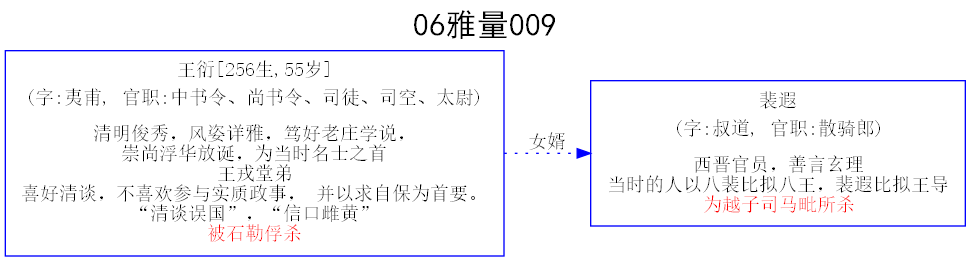 06雅量009
王衍[256生,55岁]
(字:夷甫, 官职:中书令、尚书令、司徒、司空、太尉)
清明俊秀，风姿详雅，笃好老庄学说，
崇尚浮华放诞，为当时名士之首
王戎堂弟
喜好清谈，不喜欢参与实质政事， 并以求自保为首要。
“清谈误国”，“信口雌黄”
被石勒俘杀
女婿
裴遐
(字:叔道, 官职:散骑郎)
西晋官员，善言玄理
当时的人以八裴比拟八王，裴遐比拟王导
为越子司马毗所杀